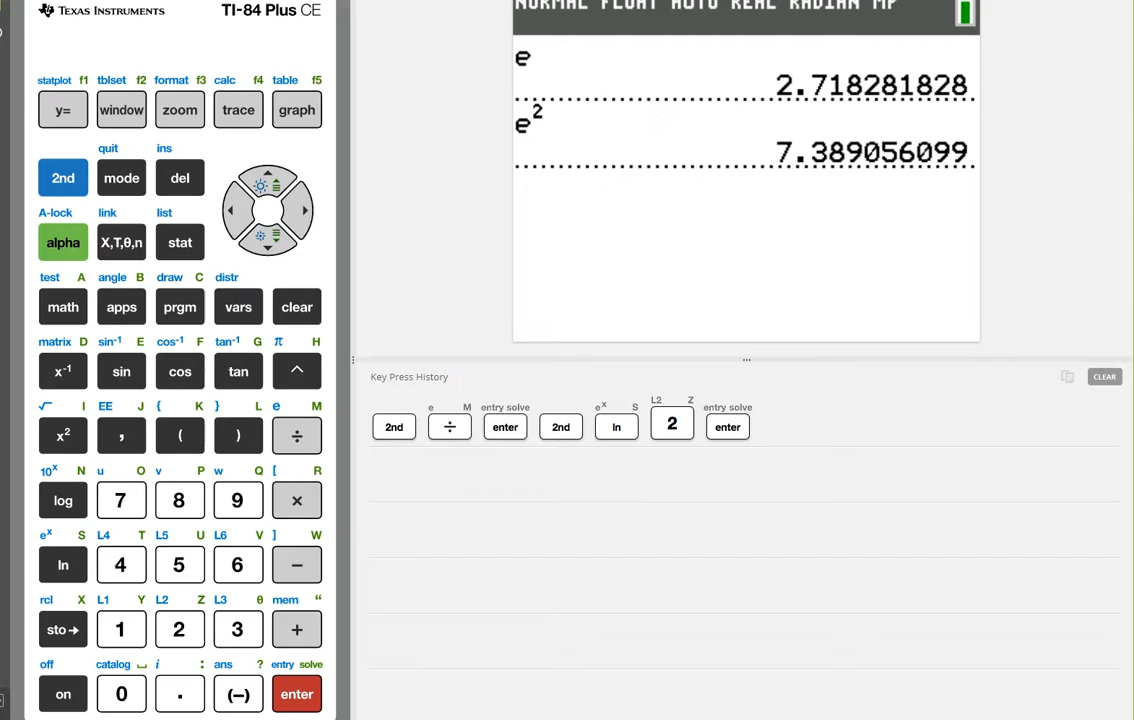 TEXAS INSTRUMENTS TI-84 Plus CE
NORMAL FLOAT AUTO REAL RADIAN MP
e
2.718281828
e²
7.389056099
statplot f1 tblset f2 format f3 calc f4 table f5
y= window zoom trace graph
quit ins
2nd mode del
A-lock link list
alpha X,T,θ,n stat
test A angle B draw C distr
math apps prgm vars clear
matrix D sin⁻¹ E cos⁻¹ F tan⁻¹ G π H
x⁻¹ sin cos tan ^
√ I EE J { K } L e M
x² , ( ) ÷
10ˣ N u O v P w Q [ R
log 7 8 9 ×
eˣ S L4 T L5 U L6 V ] W
ln 4 5 6 −
rcl X L1 Y L2 Z L3 θ mem “
sto→ 1 2 3 +
off catalog ⎵ i : ans ? entry solve
on 0 . (−) enter
Key Press History
CLEAR
e M entry solve eˣ S L2 Z entry solve
2nd ÷ enter 2nd ln 2 enter